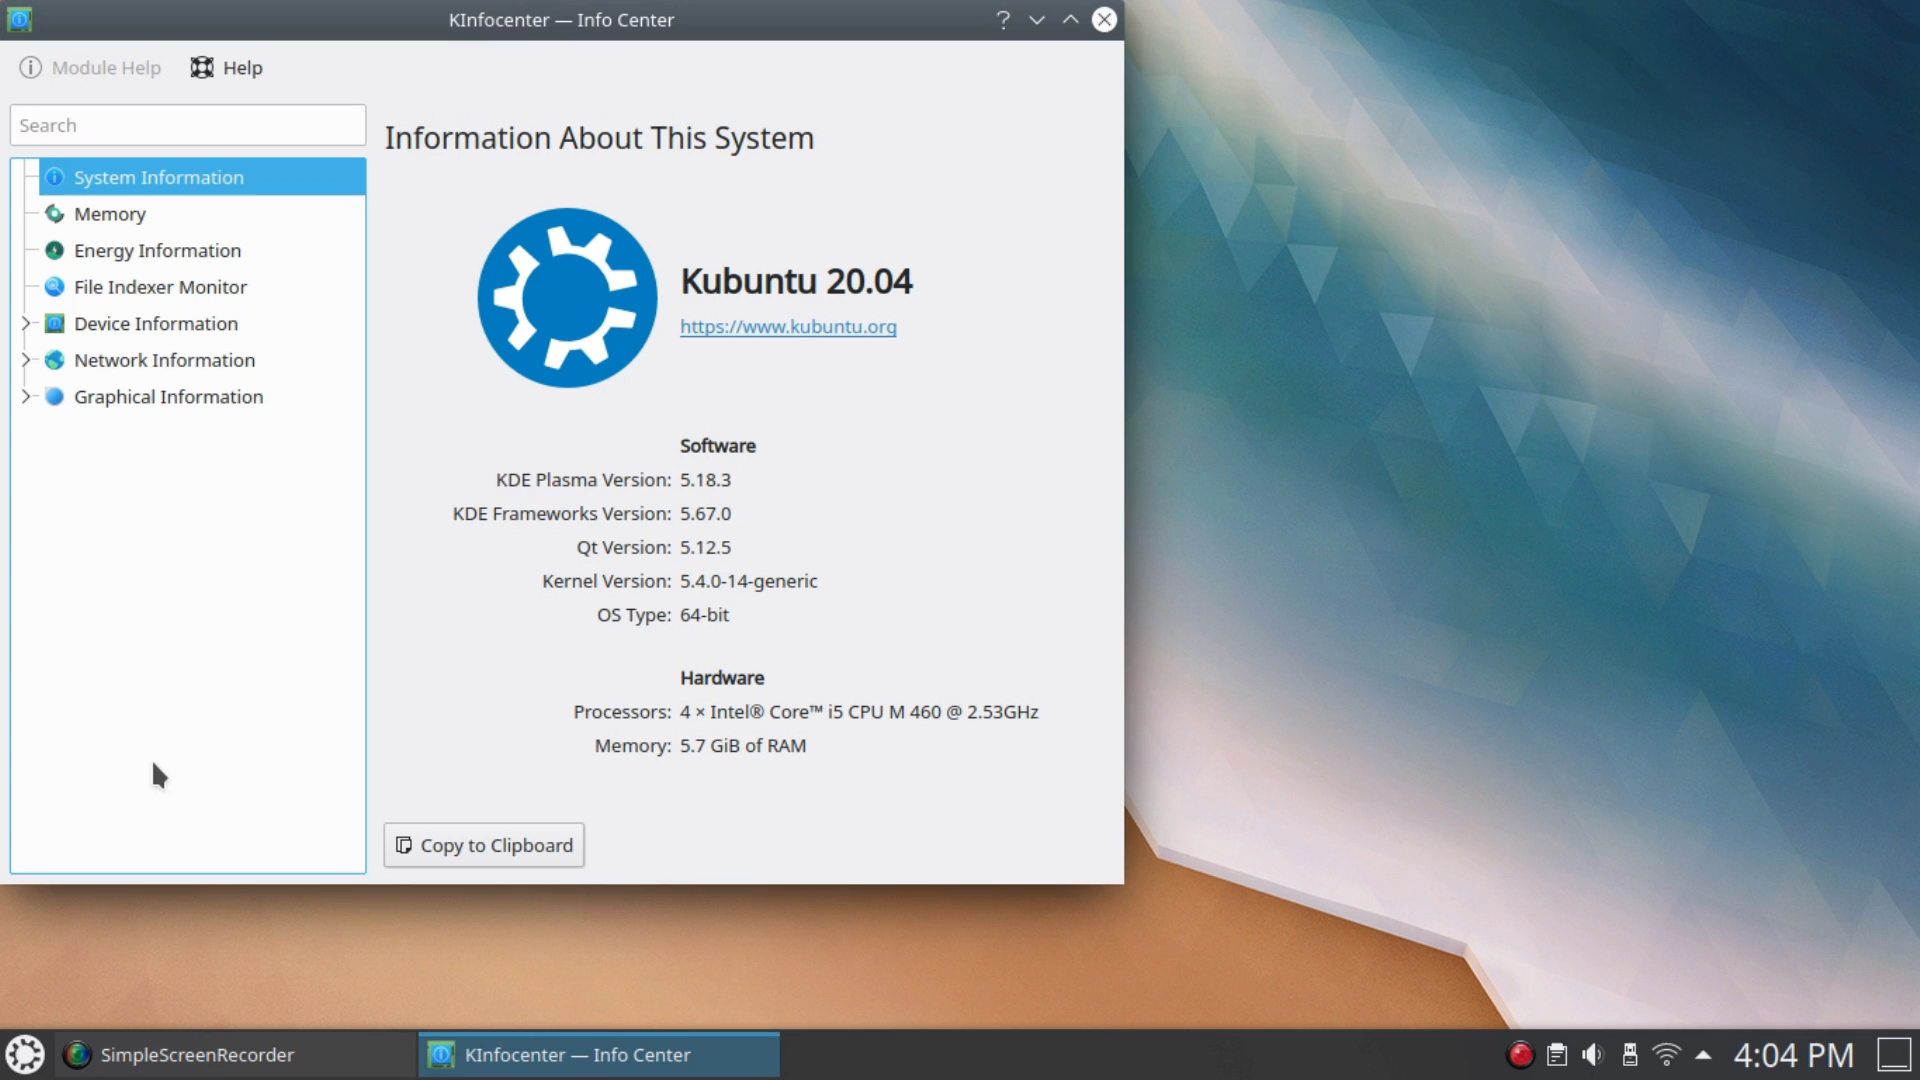 KInfocenter — Info Center
Module Help
Help
Search
System Information
Memory
Energy Information
File Indexer Monitor
Device Information
Network Information
Graphical Information
Information About This System
Kubuntu 20.04
https://www.kubuntu.org
Software
KDE Plasma Version: 5.18.3
KDE Frameworks Version: 5.67.0
Qt Version: 5.12.5
Kernel Version: 5.4.0-14-generic
OS Type: 64-bit
Hardware
Processors: 4 × Intel® Core™ i5 CPU M 460 @ 2.53GHz
Memory: 5.7 GiB of RAM
Copy to Clipboard
SimpleScreenRecorder
KInfocenter — Info Center
4:04 PM